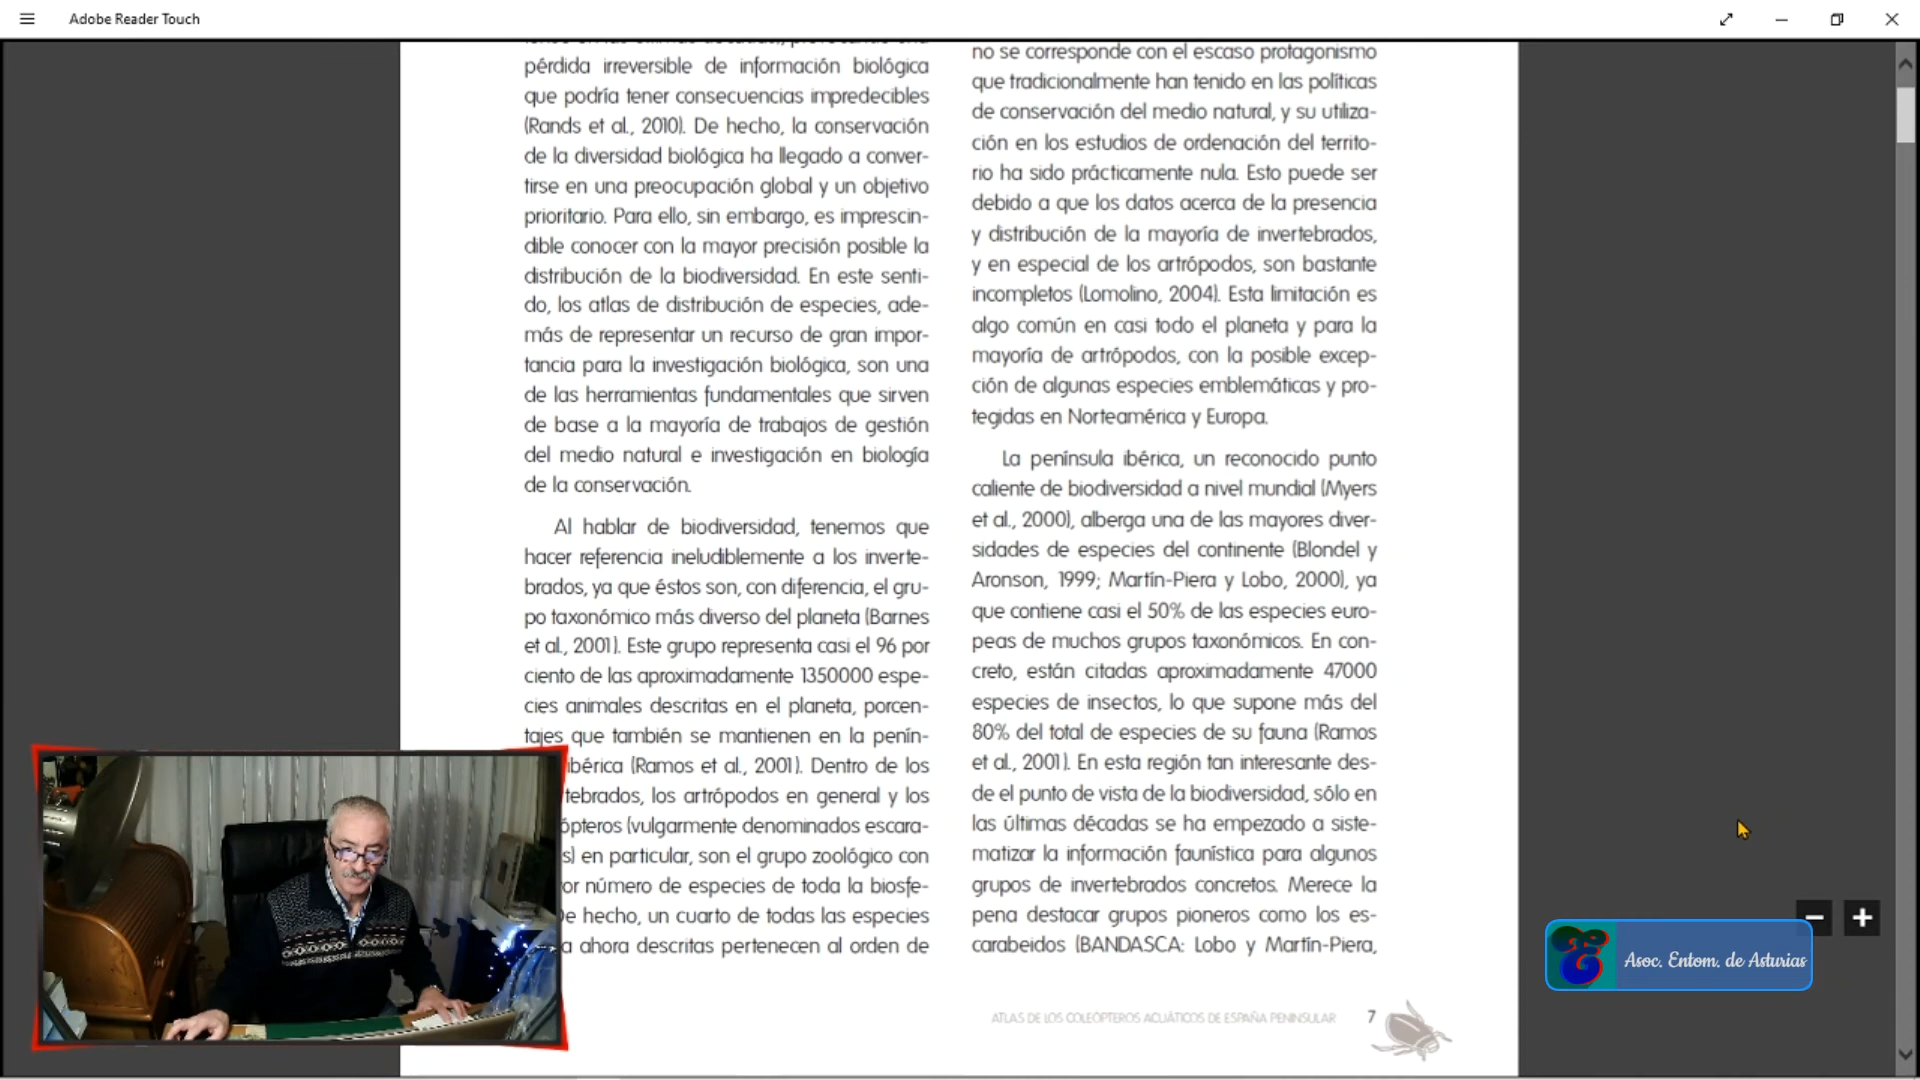 Adobe Reader Touch
pérdida irreversible de información biológica
que podría tener consecuencias impredecibles
(Rands et al., 2010). De hecho, la conservación
de la diversidad biológica ha llegado a conver-
tirse en una preocupación global y un objetivo
prioritario. Para ello, sin embargo, es imprescin-
dible conocer con la mayor precisión posible la
distribución de la biodiversidad. En este senti-
do, los atlas de distribución de especies, ade-
más de representar un recurso de gran impor-
tancia para la investigación biológica, son una
de las herramientas fundamentales que sirven
de base a la mayoría de trabajos de gestión
del medio natural e investigación en biología
de la conservación.
Al hablar de biodiversidad, tenemos que
hacer referencia ineludiblemente a los inverte-
brados, ya que éstos son, con diferencia, el gru-
po taxonómico más diverso del planeta (Barnes
et al., 2001). Este grupo representa casi el 96 por
ciento de las aproximadamente 1350000 espe-
cies animales descritas en el planeta, porcen-
tajes que también se mantienen en la penín-
ibérica (Ramos et al., 2001). Dentro de los
tebrados, los artrópodos en general y los
ópteros (vulgarmente denominados escara-
s) en particular, son el grupo zoológico con
or número de especies de toda la biosfe-
De hecho, un cuarto de todas las especies
a ahora descritas pertenecen al orden de
no se corresponde con el escaso protagonismo
que tradicionalmente han tenido en las políticas
de conservación del medio natural, y su utiliza-
ción en los estudios de ordenación del territo-
rio ha sido prácticamente nula. Esto puede ser
debido a que los datos acerca de la presencia
y distribución de la mayoría de invertebrados,
y en especial de los artrópodos, son bastante
incompletos (Lomolino, 2004). Esta limitación es
algo común en casi todo el planeta y para la
mayoría de artrópodos, con la posible excep-
ción de algunas especies emblemáticas y pro-
tegidas en Norteamérica y Europa.
La península ibérica, un reconocido punto
caliente de biodiversidad a nivel mundial (Myers
et al., 2000), alberga una de las mayores diver-
sidades de especies del continente (Blondel y
Aronson, 1999; Martín-Piera y Lobo, 2000), ya
que contiene casi el 50% de las especies euro-
peas de muchos grupos taxonómicos. En con-
creto, están citadas aproximadamente 47000
especies de insectos, lo que supone más del
80% del total de especies de su fauna (Ramos
et al., 2001). En esta región tan interesante des-
de el punto de vista de la biodiversidad, sólo en
las últimas décadas se ha empezado a siste-
matizar la información faunística para algunos
grupos de invertebrados concretos. Merece la
pena destacar grupos pioneros como los es-
carabeidos (BANDASCA: Lobo y Martín-Piera,
ATLAS DE LOS COLEÓPTEROS ACUÁTICOS DE ESPAÑA PENINSULAR 7
Asoc. Entom. de Asturias